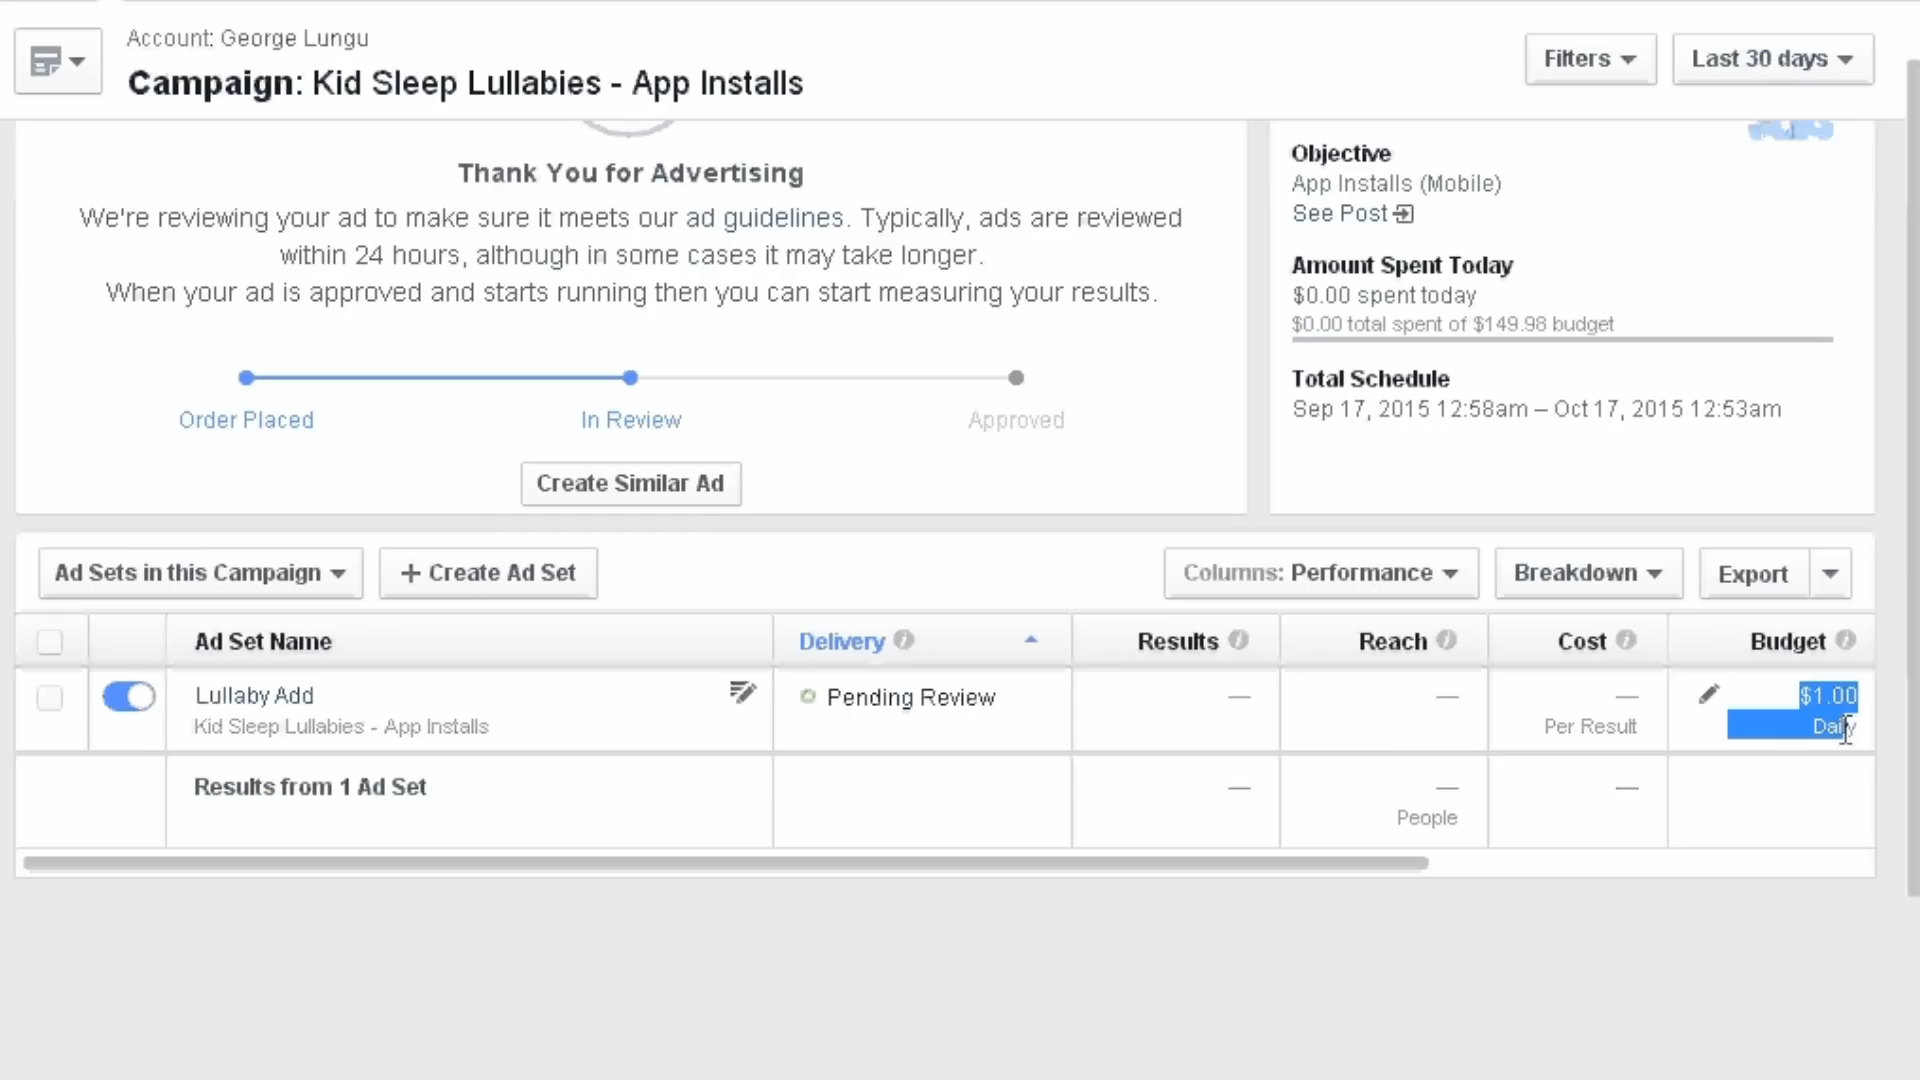 Account: George Lungu
Campaign: Kid Sleep Lullabies - App Installs
Filters
Last 30 days
Thank You for Advertising
We're reviewing your ad to make sure it meets our ad guidelines. Typically, ads are reviewed
within 24 hours, although in some cases it may take longer.
When your ad is approved and starts running then you can start measuring your results.
Order Placed
In Review
Approved
Create Similar Ad
Objective
App Installs (Mobile)
See Post
Amount Spent Today
$0.00 spent today
$0.00 total spent of $149.98 budget
Total Schedule
Sep 17, 2015 12:58am – Oct 17, 2015 12:53am
Ad Sets in this Campaign
+ Create Ad Set
Columns: Performance
Breakdown
Export
Ad Set Name
Delivery
Results
Reach
Cost
Budget
Lullaby Add
Kid Sleep Lullabies - App Installs
Pending Review
—
—
—
Per Result
$1.00
Daily
Results from 1 Ad Set
—
—
People
—